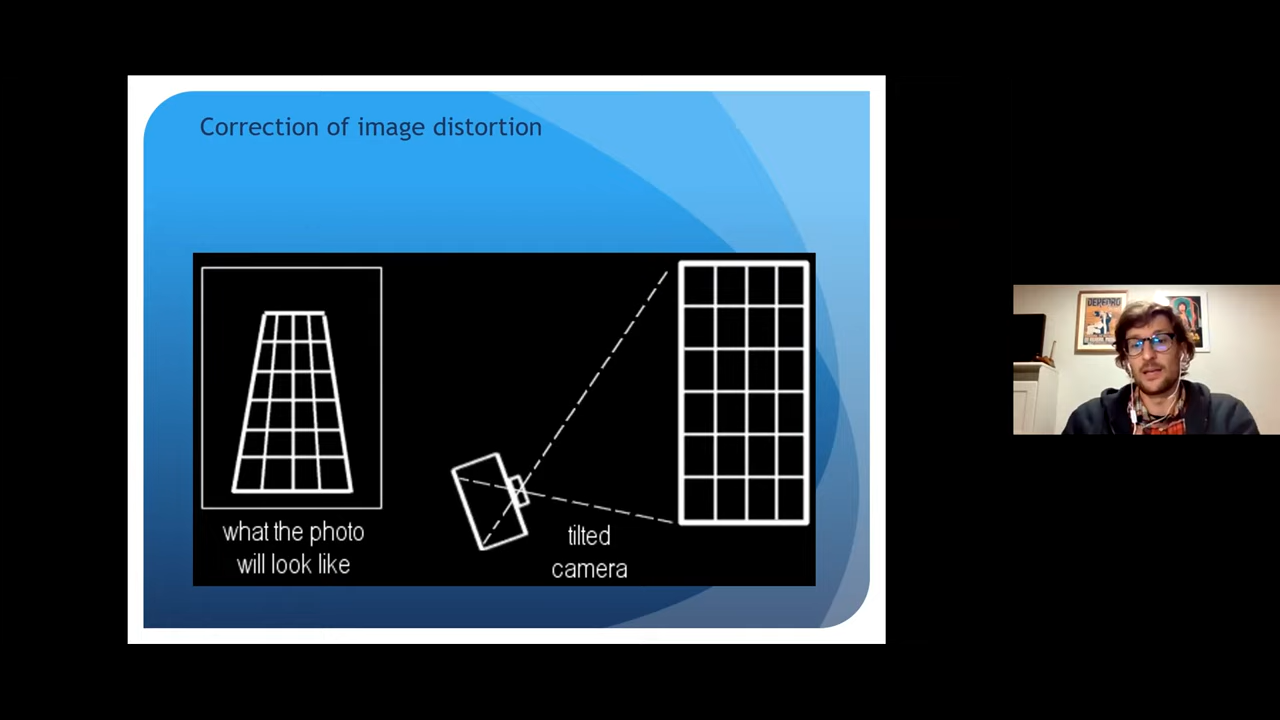 Correction of image distortion
what the photo
will look like
tilted
camera